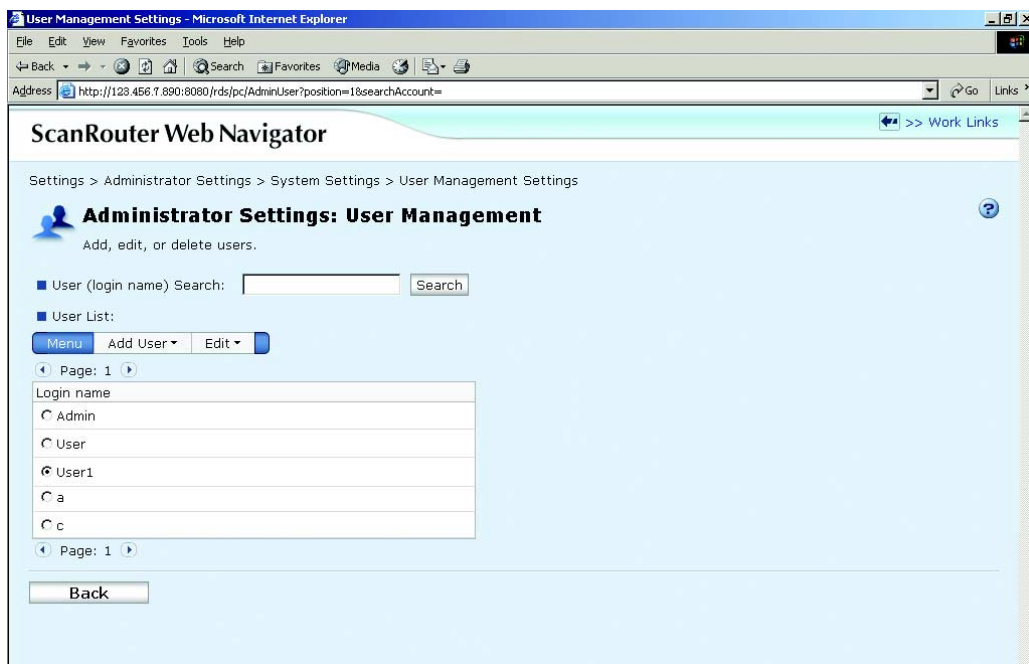 User Management Settings - Microsoft Internet Explorer
File Edit View Favorites Tools Help
Back Search Favorites Media
Address http://123.456.7.890:8080/rds/pc/AdminUser?position=1&searchAccount= Go Links »
ScanRouter Web Navigator
>> Work Links
Settings > Administrator Settings > System Settings > User Management Settings
Administrator Settings: User Management
?
Add, edit, or delete users.
User (login name) Search: Search
User List:
Menu Add User Edit
Page: 1
Login name
Admin
User
User1
a
c
Page: 1
Back